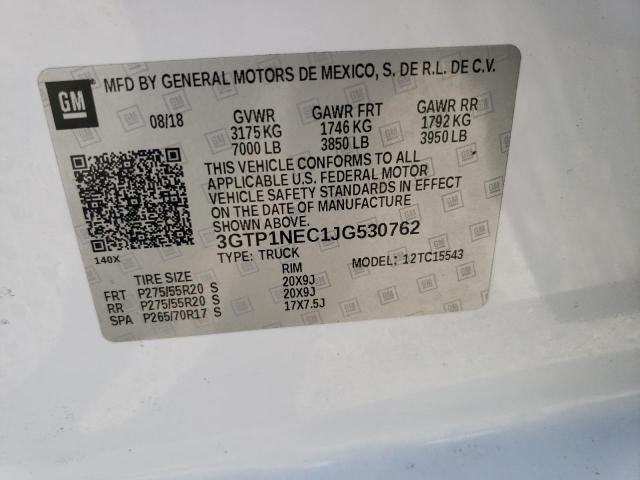 GM
MFD BY GENERAL MOTORS DE MEXICO, S. DE R.L. DE C.V.
08/18 GVWR GAWR FRT GAWR RR
3175 KG 1746 KG 1792 KG
7000 LB 3850 LB 3950 LB
THIS VEHICLE CONFORMS TO ALL
APPLICABLE U.S. FEDERAL MOTOR
VEHICLE SAFETY STANDARDS IN EFFECT
ON THE DATE OF MANUFACTURE
SHOWN ABOVE.
3GTP1NEC1JG530762
140X TYPE: TRUCK MODEL: 12TC15543
TIRE SIZE RIM
FRT P275/55R20 S 20X9J
RR P275/55R20 S 20X9J
SPA P265/70R17 S 17X7.5J